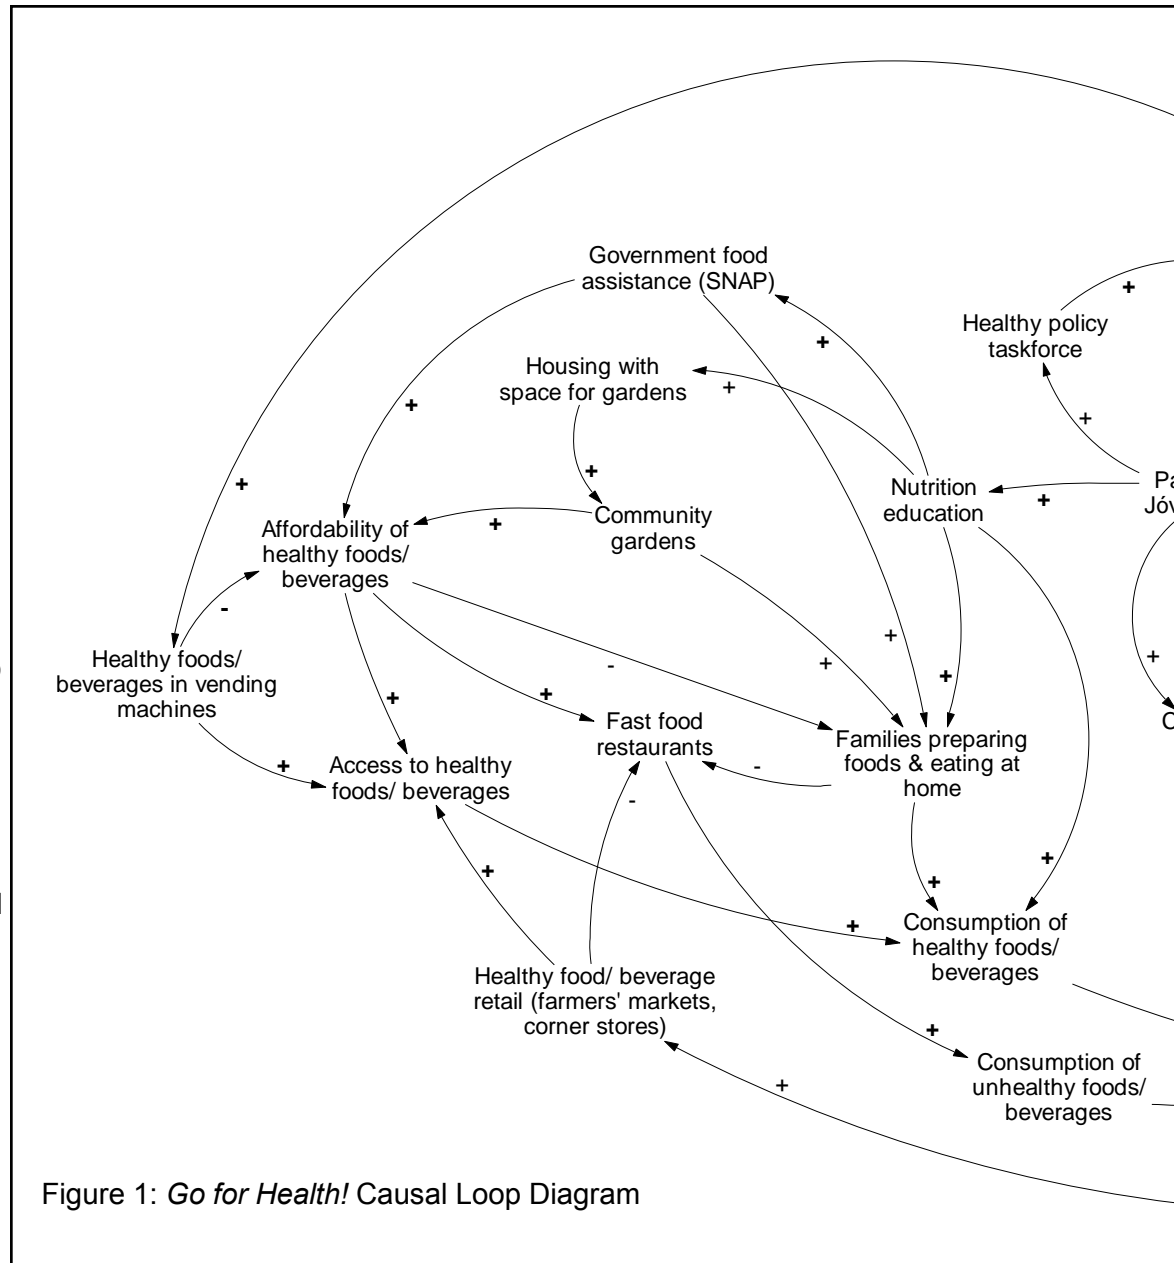 Government food
assistance (SNAP)
+
+
Healthy policy
taskforce
+
Housing with
space for gardens
+
+
+
+
+
Nutrition
education
+
Community
gardens
+
Affordability of
healthy foods/
beverages
-
Healthy foods/
beverages in vending
machines
+
+
+
+
-
+
+
+
Fast food
restaurants
-
Families preparing
foods & eating at
home
Access to healthy
foods/ beverages
-
+
+
+
+
Consumption of
healthy foods/
beverages
Healthy food/ beverage
retail (farmers' markets,
corner stores)
+
Consumption of
unhealthy foods/
beverages
+
Figure 1: Go for Health! Causal Loop Diagram